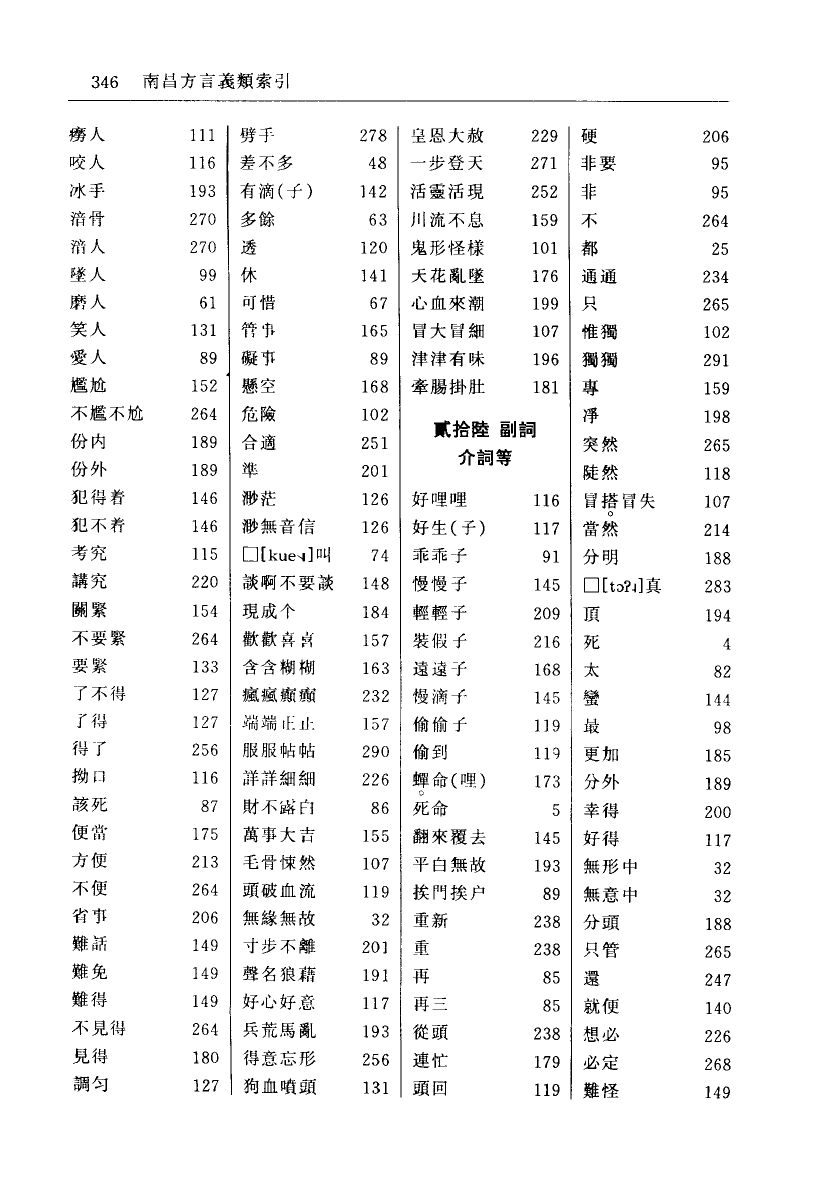 346 南昌方言義類索引
癆人 111
咬人 116
冰手 193
涪骨 270
涪人 270
墜人 99
磨人 61
笑人 131
愛人 89
尷尬 152
不尷不尬 264
份内 189
份外 189
犯得着 146
犯不着 146
考究 115
講究 220
關緊 154
不要緊 264
要緊 133
了不得 127
了得 127
得了 256
拗口 116
該死 87
便當 175
方便 213
不便 264
省事 206
難話 149
難免 149
難得 149
不見得 264
見得 180
調匀 127
劈手 278
差不多 48
有滴(子) 142
多餘 63
透 120
休 141
可惜 67
管事 165
礙事 89
懸空 168
危險 102
合適 251
準 201
渺茫 126
渺無音信 126
□[kue˧]叫 74
談啊不要談 148
現成个 184
歡歡喜喜 157
含含糊糊 163
瘋瘋癲癲 232
端端正正 157
服服帖帖 290
詳詳細細 226
財不露白 86
萬事大吉 155
毛骨悚然 107
頭破血流 119
無緣無故 32
寸步不離 201
聲名狼藉 191
好心好意 117
兵荒馬亂 193
得意忘形 256
狗血噴頭 131
皇恩大赦 229
一步登天 271
活靈活現 252
川流不息 159
鬼形怪樣 101
天花亂墜 176
心血來潮 199
冒大冒細 107
津津有味 196
牽腸掛肚 181
貳拾陸 副詞
介詞等
好哩哩 116
好生(子) 117
乖乖子 91
慢慢子 145
輕輕子 209
裝假子 216
遠遠子 168
慢滴子 145
偷偷子 119
偷到 119
蟬命(哩) 173
死命 5
翻來覆去 145
平白無故 193
挨門挨户 89
重新 238
重 238
再 85
再三 85
從頭 238
連忙 179
頭回 119
硬 206
非要 95
非 95
不 264
都 25
通通 234
只 265
惟獨 102
獨獨 291
專 159
淨 198
突然 265
陡然 118
冒搭冒失 107
當然 214
分明 188
□[tɔʔ˩]真 283
頂 194
死 4
太 82
蠻 144
最 98
更加 185
分外 189
幸得 200
好得 117
無形中 32
無意中 32
分頭 188
只管 265
還 247
就便 140
想必 226
必定 268
難怪 149